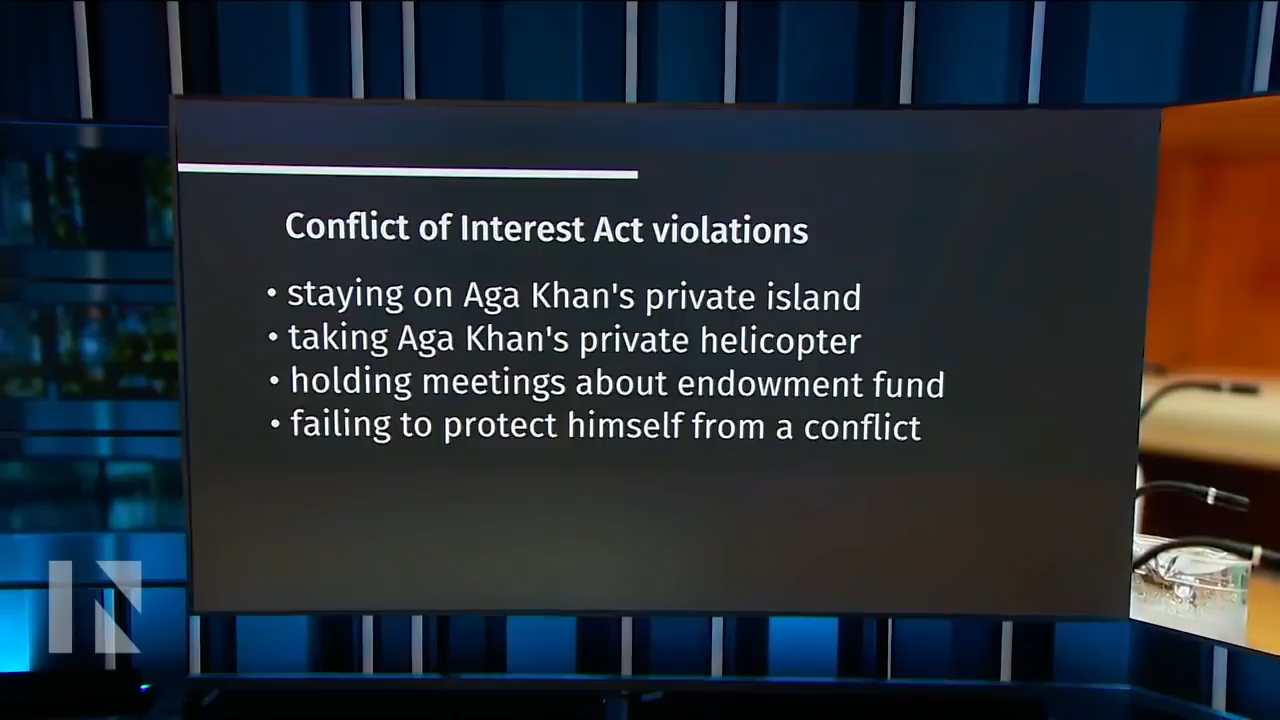 Conflict of Interest Act violations
• staying on Aga Khan's private island
• taking Aga Khan's private helicopter
• holding meetings about endowment fund
• failing to protect himself from a conflict
N